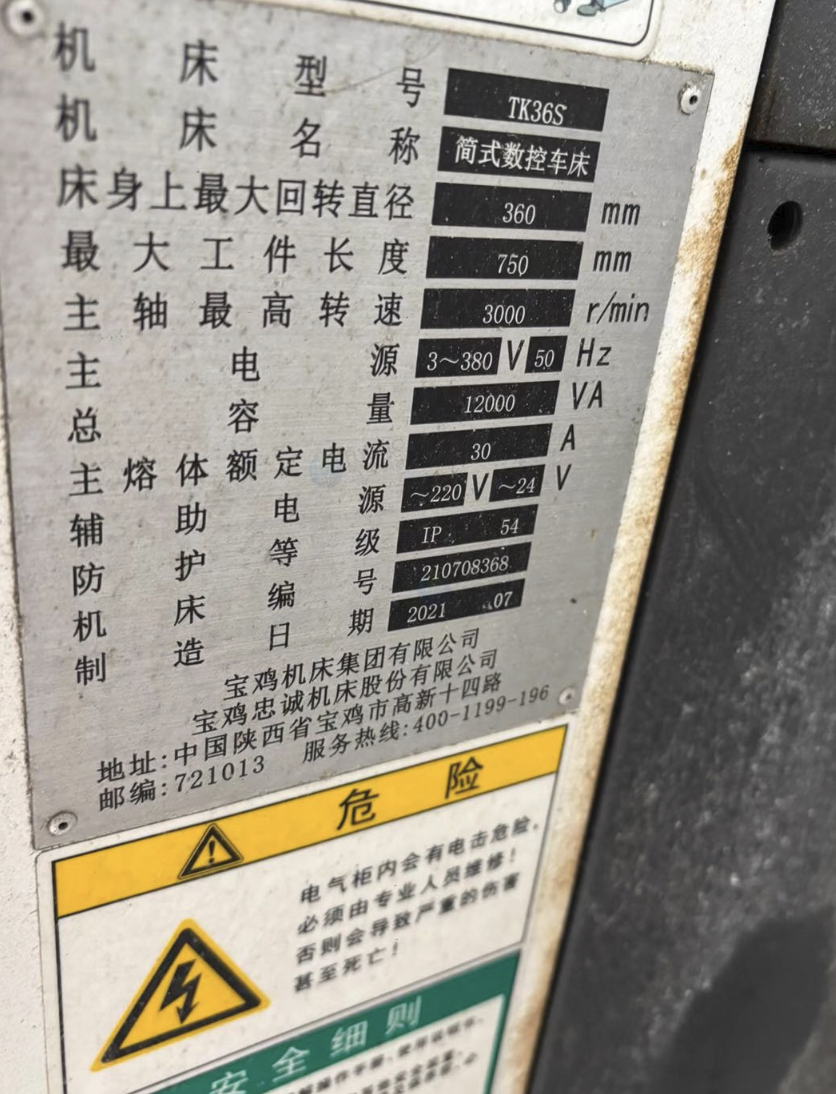 机床型号 TK36S
机床名称 简式数控车床
床身上最大回转直径 360 mm
最大工件长度 750 mm
主轴最高转速 3000 r/min
主电源 3～380 V 50 Hz
总容量 12000 VA
主熔体额定电流 30 A
辅助电源 ～220 V ～24 V
防护等级 IP 54
机床编号 210708368
制造日期 2021 07
宝鸡机床集团有限公司
宝鸡忠诚机床股份有限公司
地址:中国陕西省宝鸡市高新十四路
邮编:721013 服务热线:400-1199-196
危险
电气柜内会有电击危险,
必须由专业人员维修!
否则会导致严重的伤害
甚至死亡!
安全细则